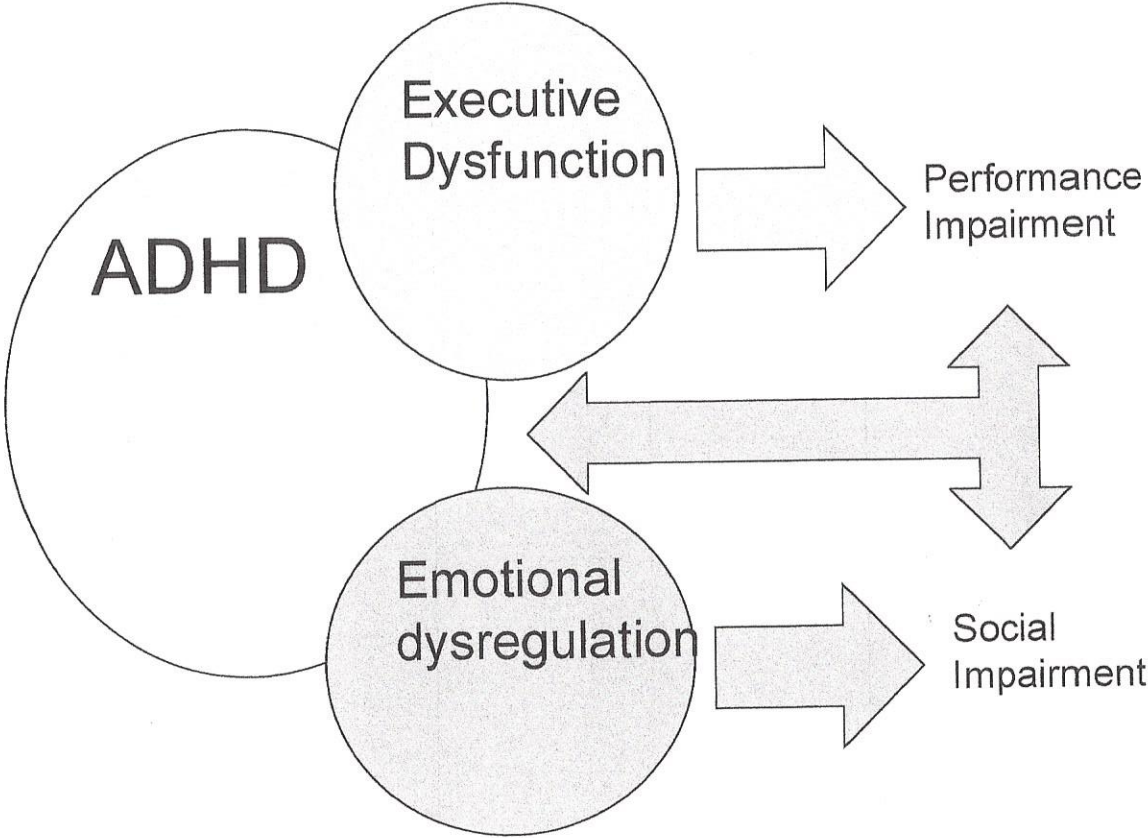 ADHD
Executive
Dysfunction
Performance
Impairment
Emotional
dysregulation
Social
Impairment